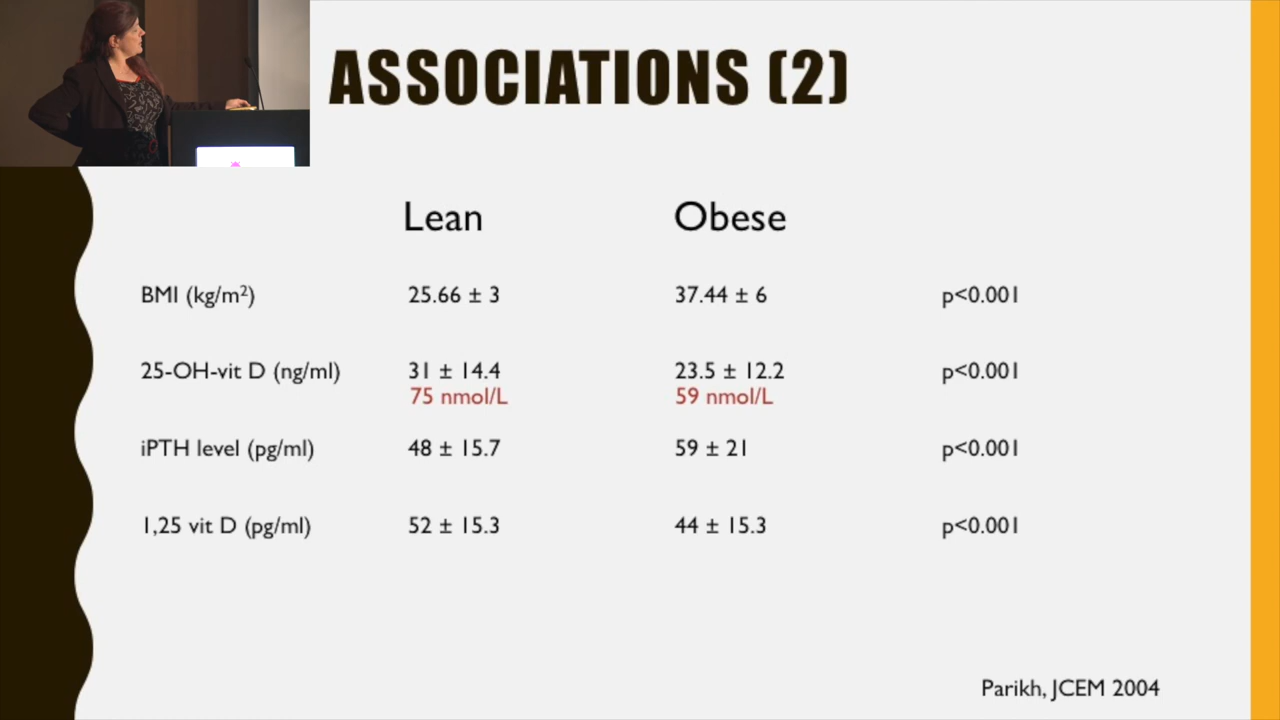 ASSOCIATIONS (2)
Lean Obese
BMI (kg/m²) 25.66 ± 3 37.44 ± 6 p<0.001
25-OH-vit D (ng/ml) 31 ± 14.4 23.5 ± 12.2 p<0.001
75 nmol/L 59 nmol/L
iPTH level (pg/ml) 48 ± 15.7 59 ± 21 p<0.001
1,25 vit D (pg/ml) 52 ± 15.3 44 ± 15.3 p<0.001
Parikh, JCEM 2004